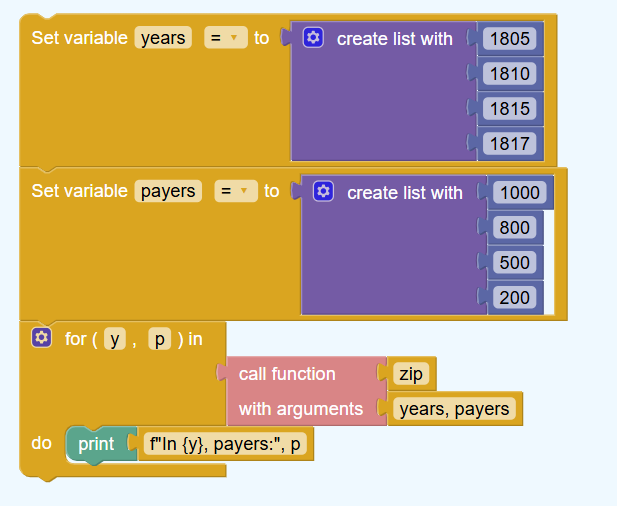 Set variable years = to create list with 1805
1810
1815
1817
Set variable payers = to create list with 1000
800
500
200
for ( y , p ) in
call function zip
with arguments years, payers
do print f"In {y}, payers:", p